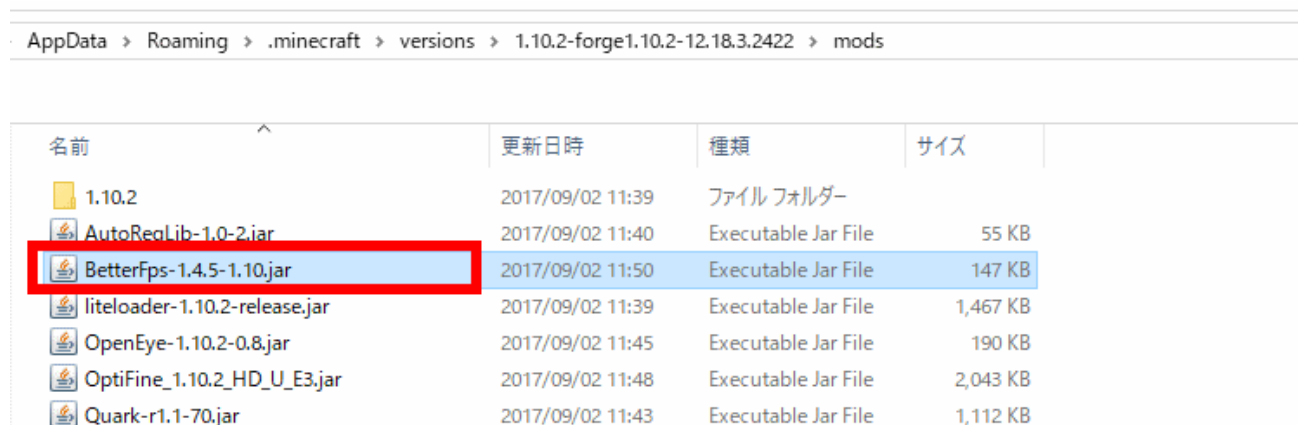 AppData > Roaming > .minecraft > versions > 1.10.2-forge1.10.2-12.18.3.2422 > mods
名前 更新日時 種類 サイズ
1.10.2 2017/09/02 11:39 ファイル フォルダー
AutoRegLib-1.0-2.jar 2017/09/02 11:40 Executable Jar File 55 KB
BetterFps-1.4.5-1.10.jar 2017/09/02 11:50 Executable Jar File 147 KB
liteloader-1.10.2-release.jar 2017/09/02 11:39 Executable Jar File 1,467 KB
OpenEye-1.10.2-0.8.jar 2017/09/02 11:45 Executable Jar File 190 KB
OptiFine_1.10.2_HD_U_E3.jar 2017/09/02 11:48 Executable Jar File 2,043 KB
Quark-r1.1-70.jar 2017/09/02 11:43 Executable Jar File 1,112 KB